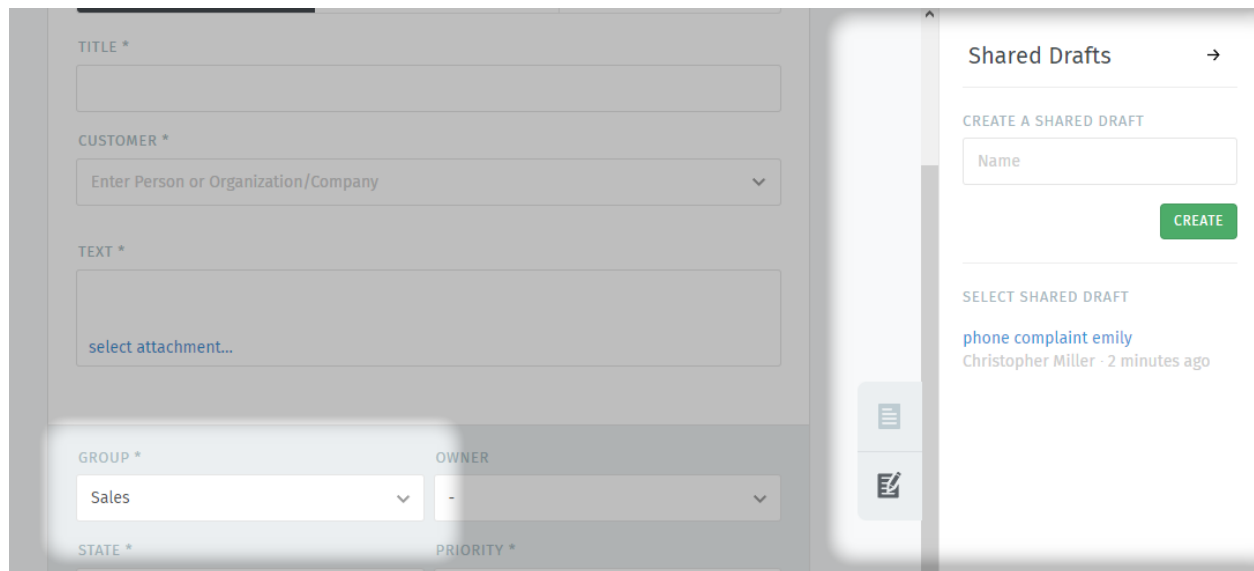 TITLE *
CUSTOMER *
Enter Person or Organization/Company
TEXT *
select attachment...
GROUP *
OWNER
Sales
-
STATE *
PRIORITY *
Shared Drafts
CREATE A SHARED DRAFT
Name
CREATE
SELECT SHARED DRAFT
phone complaint emily
Christopher Miller · 2 minutes ago